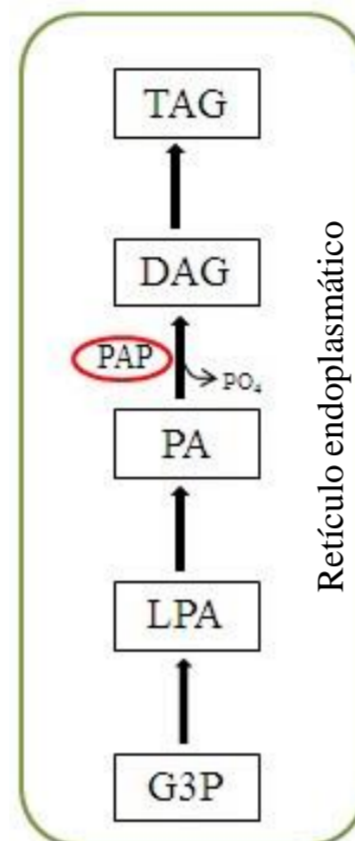 TAG
DAG
PAP
PO₄
PA
LPA
G3P
Retículo endoplasmático